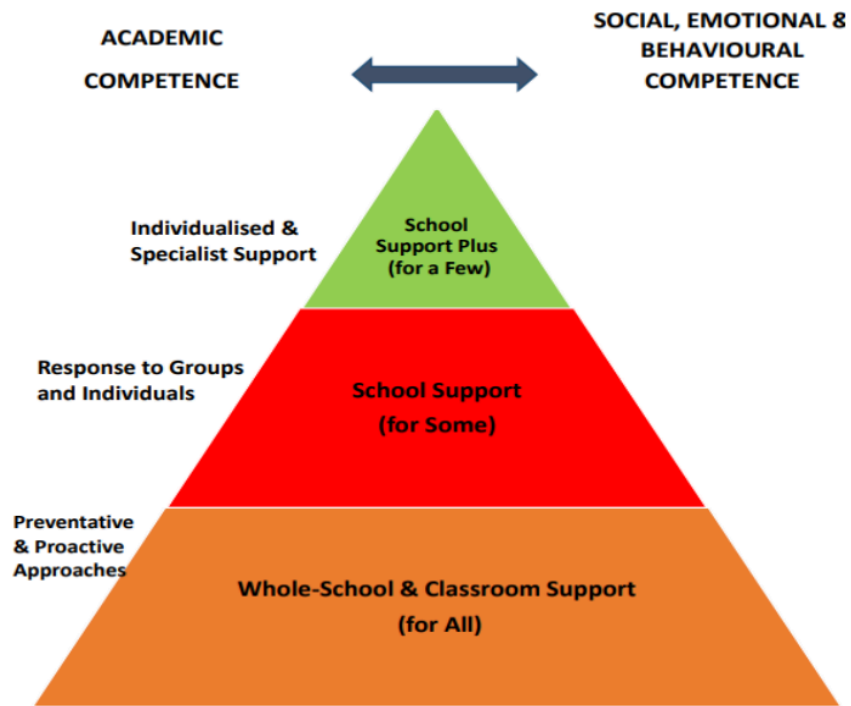 ACADEMIC
COMPETENCE
SOCIAL, EMOTIONAL &
BEHAVIOURAL
COMPETENCE
Individualised &
Specialist Support
School
Support Plus
(for a Few)
Response to Groups
and Individuals
School Support
(for Some)
Preventative
& Proactive
Approaches
Whole-School & Classroom Support
(for All)